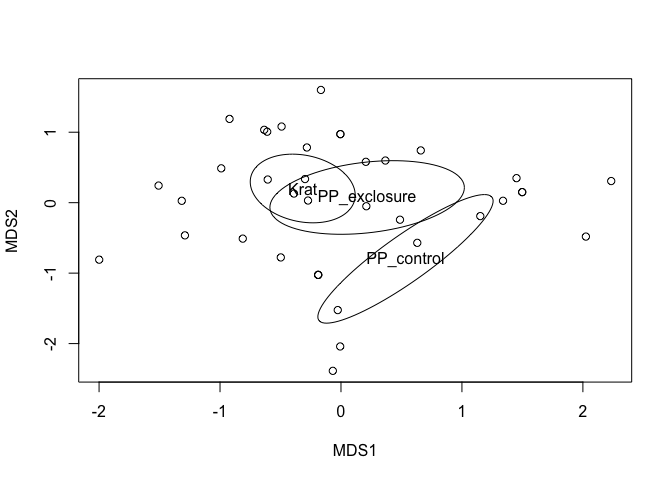 1
0
-1
-2
MDS2
Krat
PP_exclosure
PP_control
-2 -1 0 1 2
MDS1